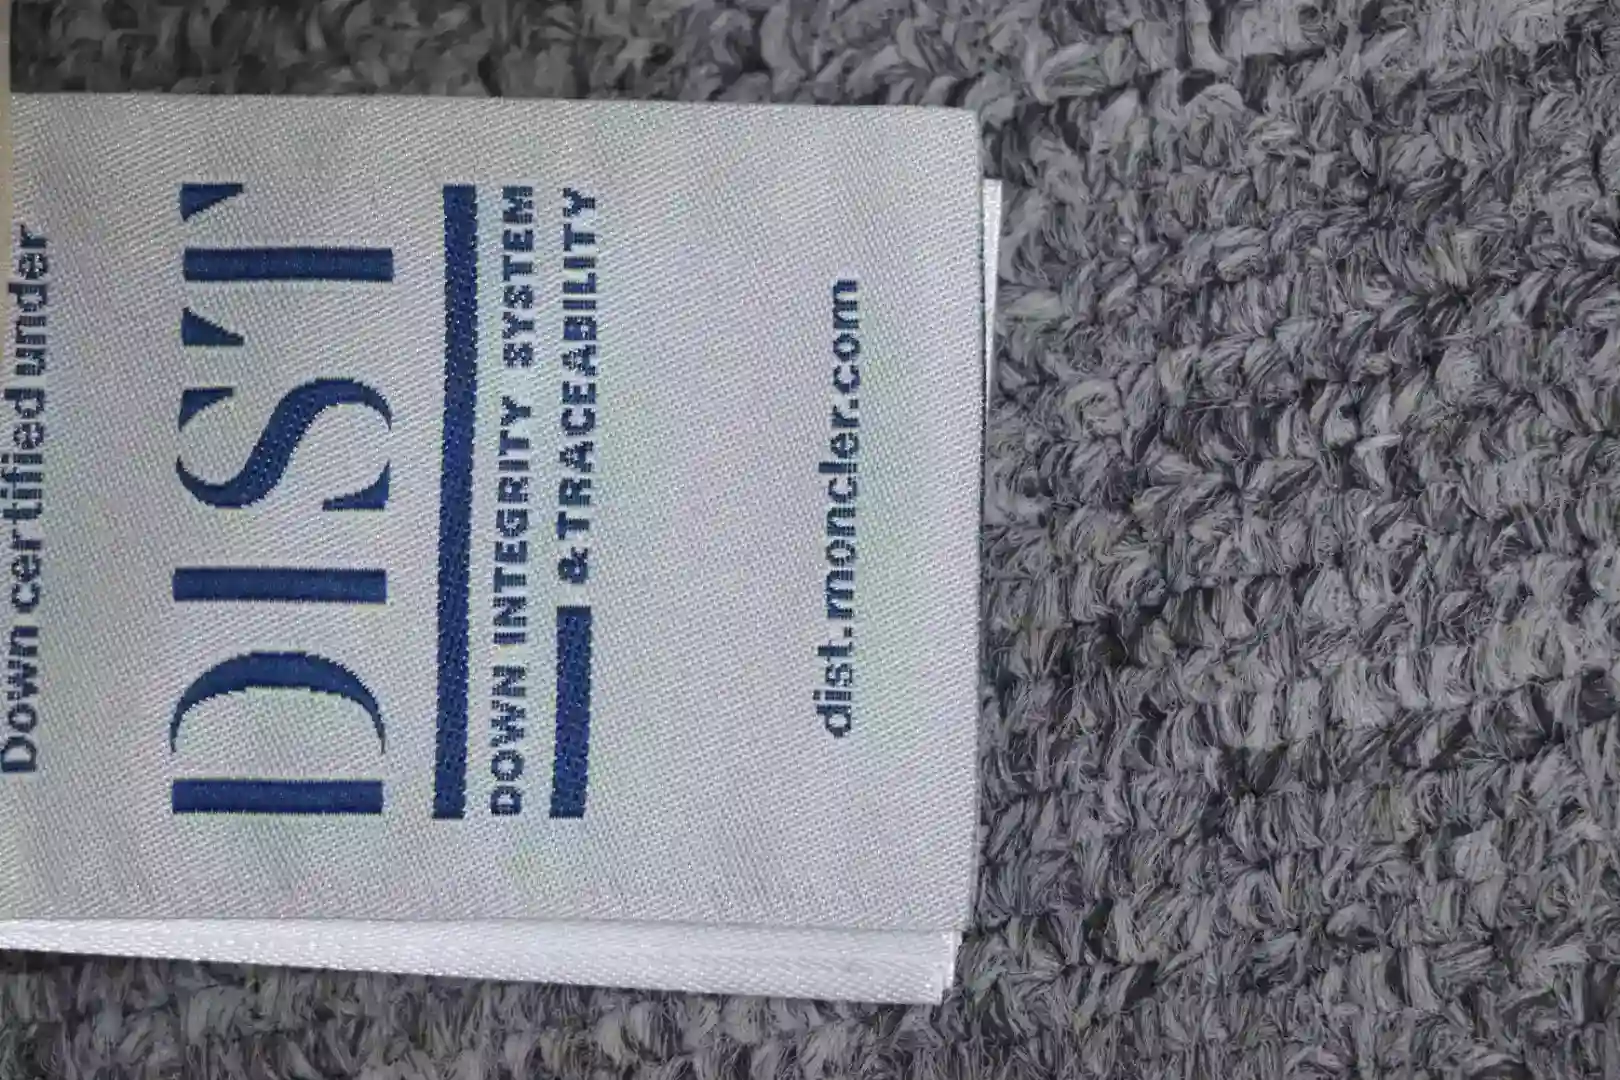 Down certified under
DIST
DOWN INTEGRITY SYSTEM
& TRACEABILITY
dist.moncler.com